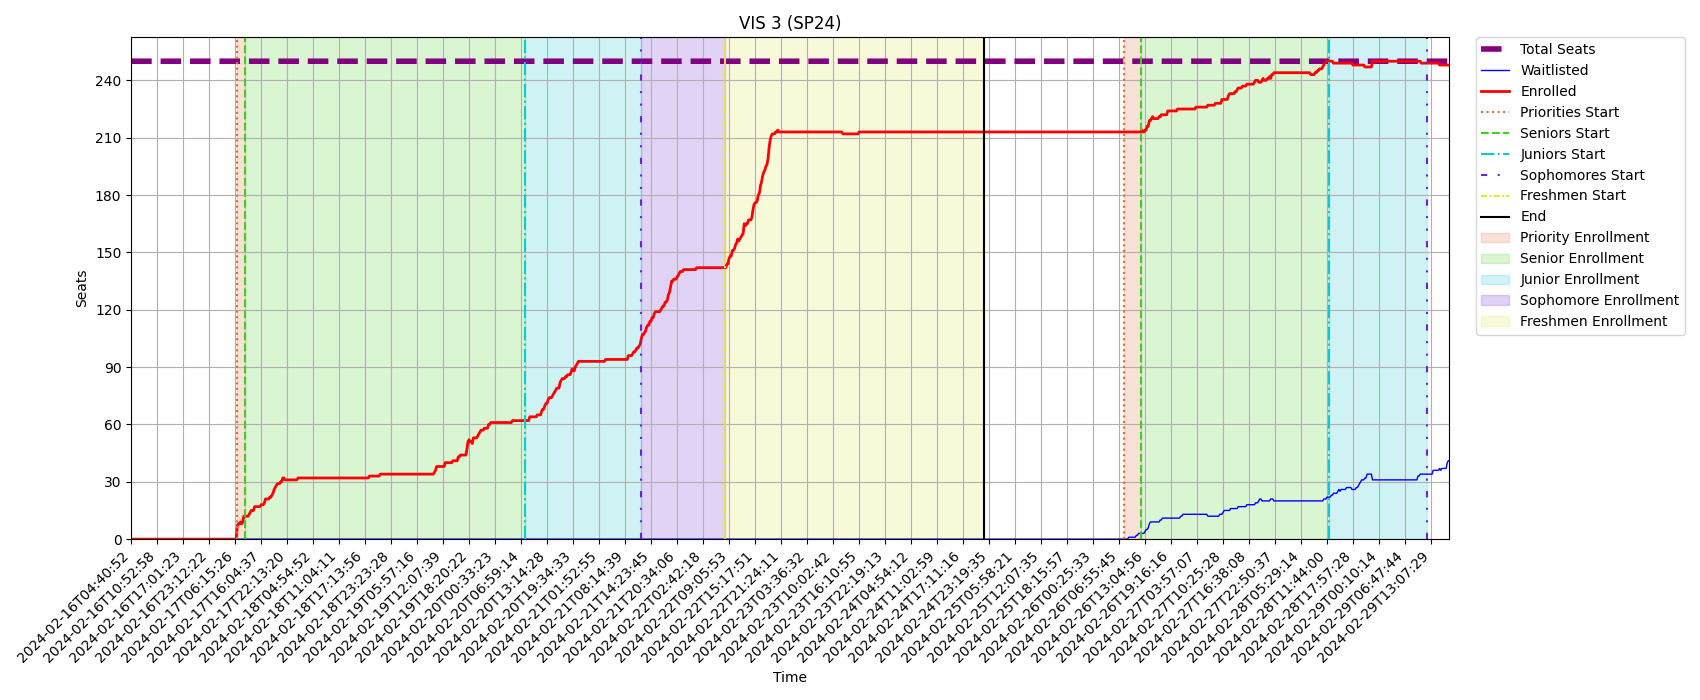 VIS 3 (SP24)
Seats
240
210
180
150
120
90
60
30
0
2024-02-16T04:40:52
2024-02-16T10:52:58
2024-02-16T17:01:23
2024-02-16T23:12:22
2024-02-17T06:15:26
2024-02-17T16:04:37
2024-02-17T22:13:20
2024-02-18T04:54:52
2024-02-18T11:04:11
2024-02-18T17:13:56
2024-02-18T23:23:28
2024-02-19T05:57:16
2024-02-19T12:07:39
2024-02-19T18:20:22
2024-02-20T00:33:23
2024-02-20T06:59:14
2024-02-20T13:14:28
2024-02-20T19:34:33
2024-02-21T01:52:55
2024-02-21T08:14:39
2024-02-21T14:23:45
2024-02-21T20:34:06
2024-02-22T02:42:18
2024-02-22T09:05:53
2024-02-22T15:17:51
2024-02-22T21:24:11
2024-02-23T03:36:32
2024-02-23T10:02:42
2024-02-23T16:10:55
2024-02-23T22:19:13
2024-02-24T04:54:12
2024-02-24T11:02:59
2024-02-24T17:11:16
2024-02-24T23:19:35
2024-02-25T05:58:21
2024-02-25T12:07:35
2024-02-25T18:15:57
2024-02-26T00:25:33
2024-02-26T06:55:45
2024-02-26T13:04:56
2024-02-26T19:16:16
2024-02-27T03:57:07
2024-02-27T10:25:28
2024-02-27T16:38:08
2024-02-27T22:50:37
2024-02-28T05:29:14
2024-02-28T11:44:00
2024-02-28T17:57:28
2024-02-29T00:10:14
2024-02-29T06:47:44
2024-02-29T13:07:29
Time
Total Seats
Waitlisted
Enrolled
Priorities Start
Seniors Start
Juniors Start
Sophomores Start
Freshmen Start
End
Priority Enrollment
Senior Enrollment
Junior Enrollment
Sophomore Enrollment
Freshmen Enrollment